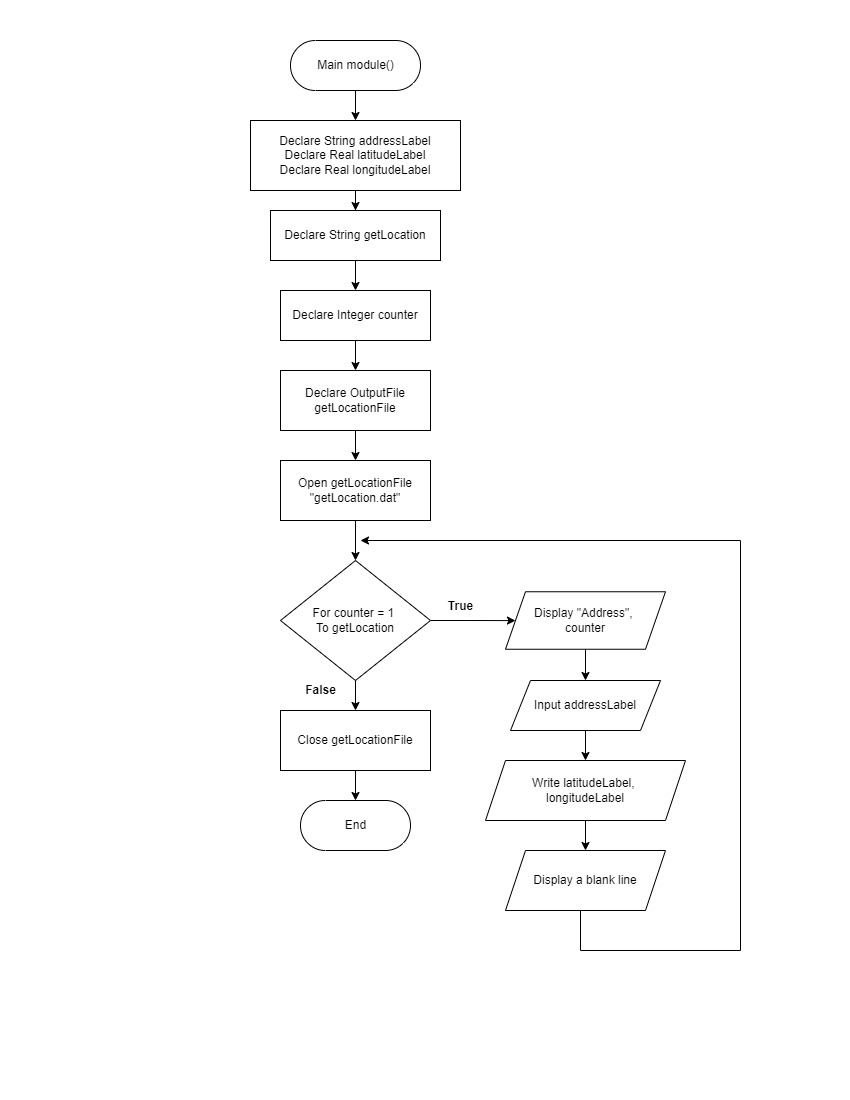 Main module()
Declare String addressLabel
Declare Real latitudeLabel
Declare Real longitudeLabel
Declare String getLocation
Declare Integer counter
Declare OutputFile
getLocationFile
Open getLocationFile
"getLocation.dat"
For counter = 1
To getLocation
True
Display "Address",
counter
Input addressLabel
Write latitudeLabel,
longitudeLabel
Display a blank line
False
Close getLocationFile
End